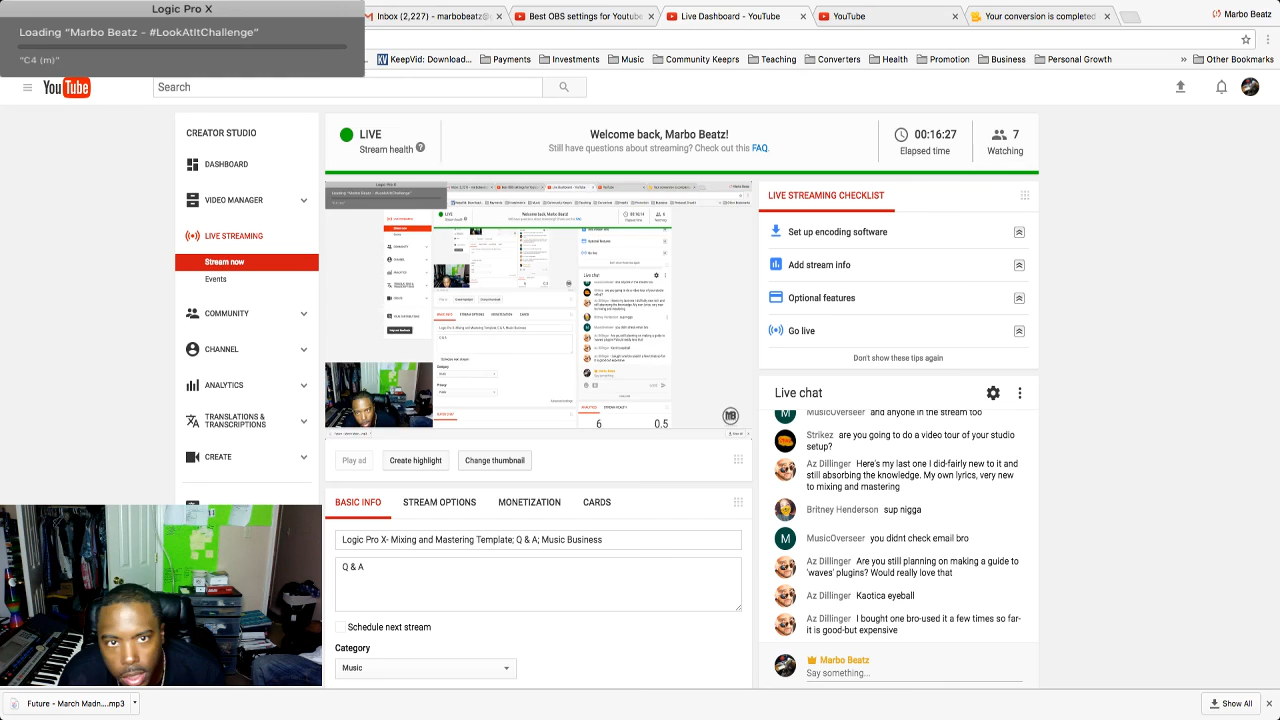 Logic Pro X
Loading “Marbo Beatz - #LookAtItChallenge”
“C4 (m)”
Inbox (2,227) - marbobeatz@
Best OBS settings for Youtube
Live Dashboard - YouTube
YouTube
Your conversion is completed
Marbo Beatz
KeepVid: Download...
Payments
Investments
Music
Community Keeprs
Teaching
Converters
Health
Promotion
Business
Personal Growth
»
Other Bookmarks
YouTube
Search
CREATOR STUDIO
DASHBOARD
VIDEO MANAGER
LIVE STREAMING
Stream now
Events
COMMUNITY
CHANNEL
ANALYTICS
TRANSLATIONS &
TRANSCRIPTIONS
CREATE
LIVE
Stream health ?
Welcome back, Marbo Beatz!
Still have questions about streaming? Check out this FAQ.
00:16:27
Elapsed time
7
Watching
LIVE STREAMING CHECKLIST
Set up encoding software
Add stream info
Optional features
Go live
Don't show these tips again
MB
6
0.5
Play ad
Create highlight
Change thumbnail
BASIC INFO
STREAM OPTIONS
MONETIZATION
CARDS
Logic Pro X- Mixing and Mastering Template; Q & A; Music Business
Q & A
Schedule next stream
Category
Music
Live chat
M
MusicOverseer and anyone in the stream too
Strikez are you going to do a video tour of your studio
setup?
Az Dillinger Here's my last one I did-fairly new to it and
still absorbing the knowledge. My own lyrics, very new
to mixing and mastering
Britney Henderson sup nigga
M
MusicOverseer you didnt check email bro
Az Dillinger Are you still planning on making a guide to
'waves' plugins? Would really love that
Az Dillinger Kaotica eyeball
Az Dillinger I bought one bro-used it a few times so far-
it is good-but expensive
Marbo Beatz
Say something...
Future - March Madn....mp3
Show All